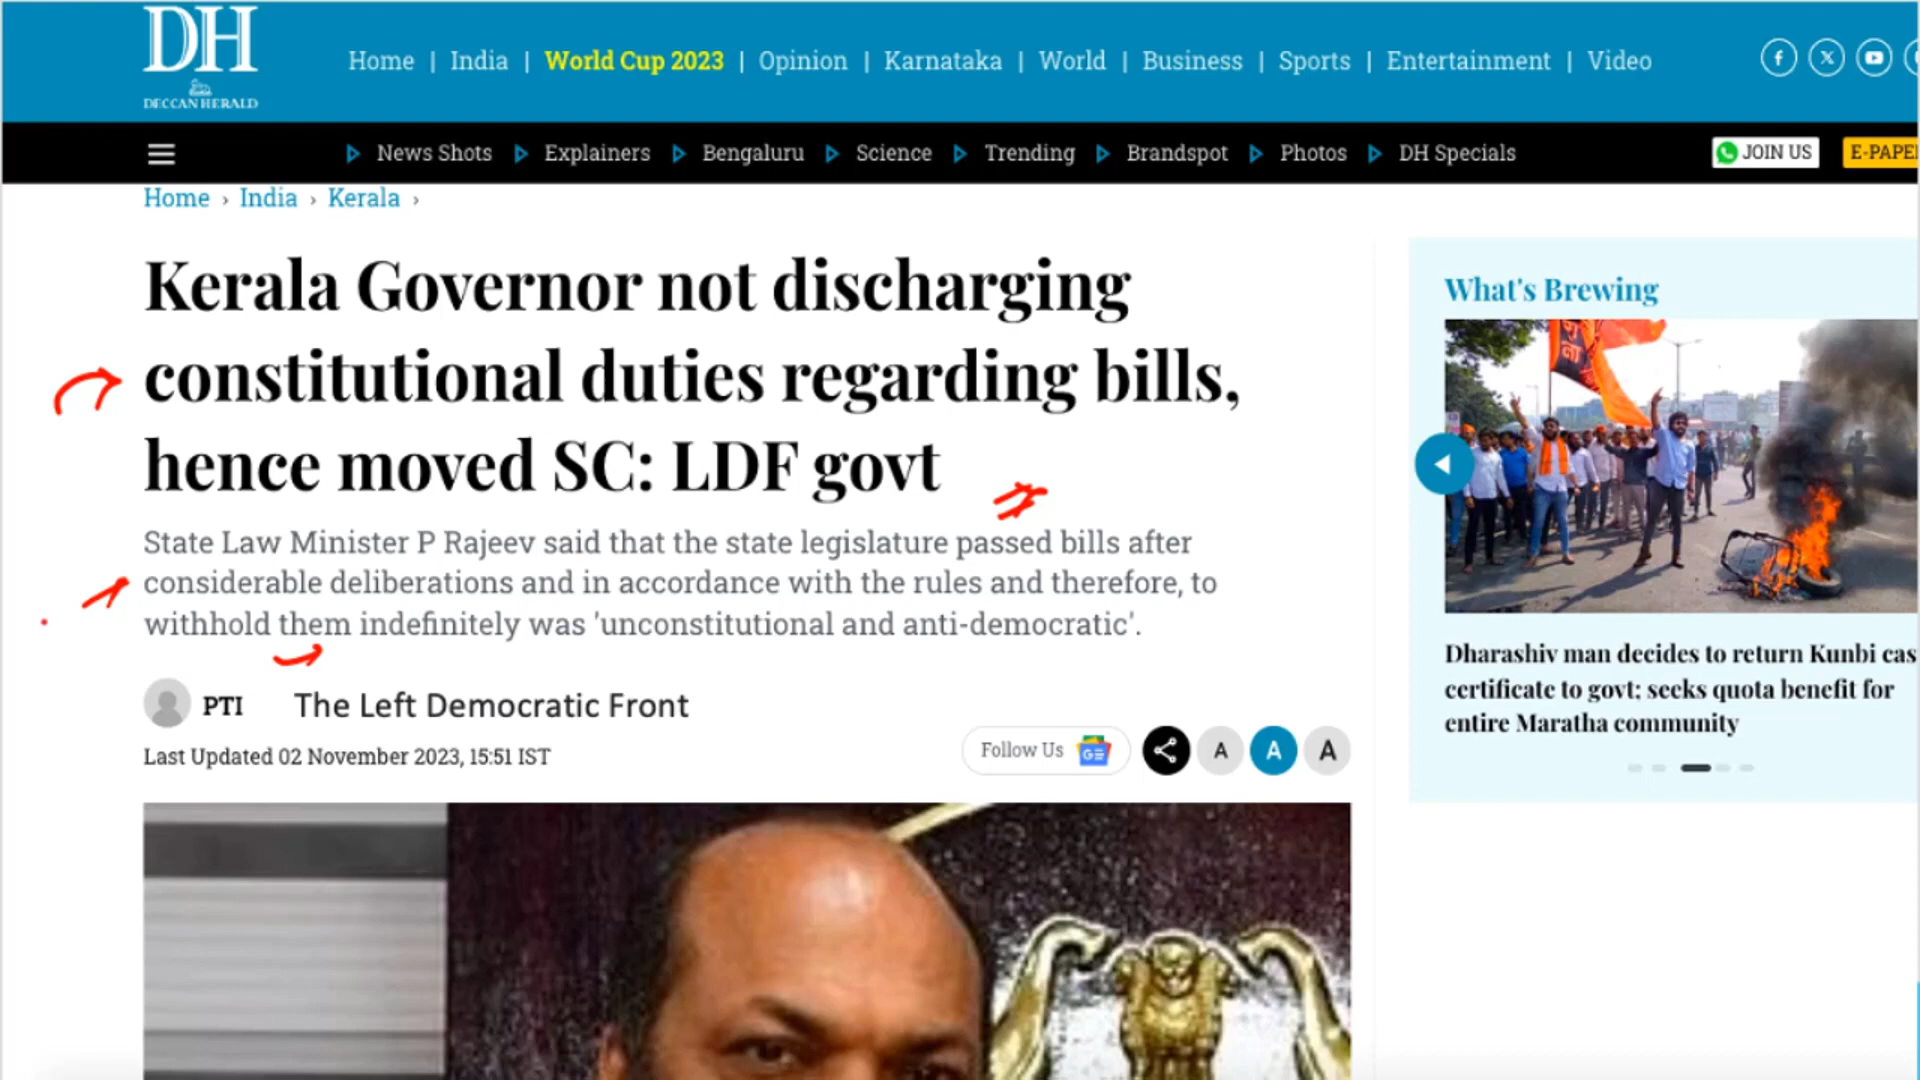 DH
DECCAN HERALD
Home | India | World Cup 2023 | Opinion | Karnataka | World | Business | Sports | Entertainment | Video
News Shots Explainers Bengaluru Science Trending Brandspot Photos DH Specials
JOIN US
E-PAPE
Home › India › Kerala ›
Kerala Governor not discharging
constitutional duties regarding bills,
hence moved SC: LDF govt
State Law Minister P Rajeev said that the state legislature passed bills after
considerable deliberations and in accordance with the rules and therefore, to
withhold them indefinitely was 'unconstitutional and anti-democratic'.
PTI
The Left Democratic Front
Last Updated 02 November 2023, 15:51 IST
Follow Us
GE
A A A
What's Brewing
Dharashiv man decides to return Kunbi cas
certificate to govt; seeks quota benefit for
entire Maratha community